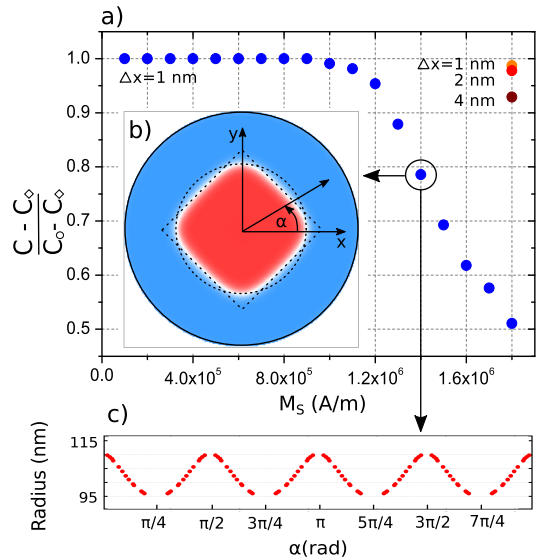 a)
1.0
0.9
0.8
0.7
0.6
0.5
C - C◇
C○- C◇
Δx=1 nm
Δx=1 nm
2 nm
4 nm
b)
y
α
x
0.0
4.0x10⁵
8.0x10⁵
1.2x10⁶
1.6x10⁶
M_S (A/m)
c)
Radius (nm)
115
95
π/4
π/2
3π/4
π
5π/4
3π/2
7π/4
α(rad)